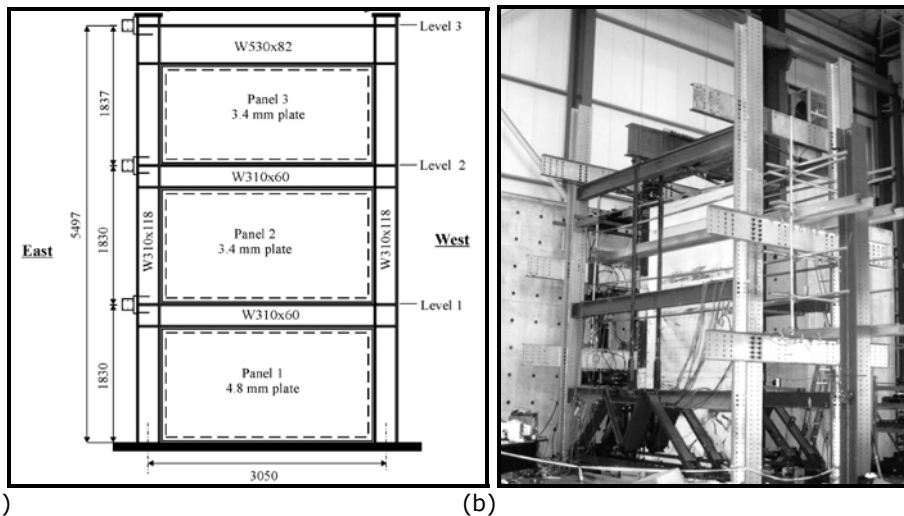 Level 3
W530x82
Panel 3
3.4 mm plate
1837
Level 2
W310x60
5497
East
W310x118
Panel 2
3.4 mm plate
W310x118
West
1830
Level 1
W310x60
Panel 1
4.8 mm plate
1830
3050
)
(b)